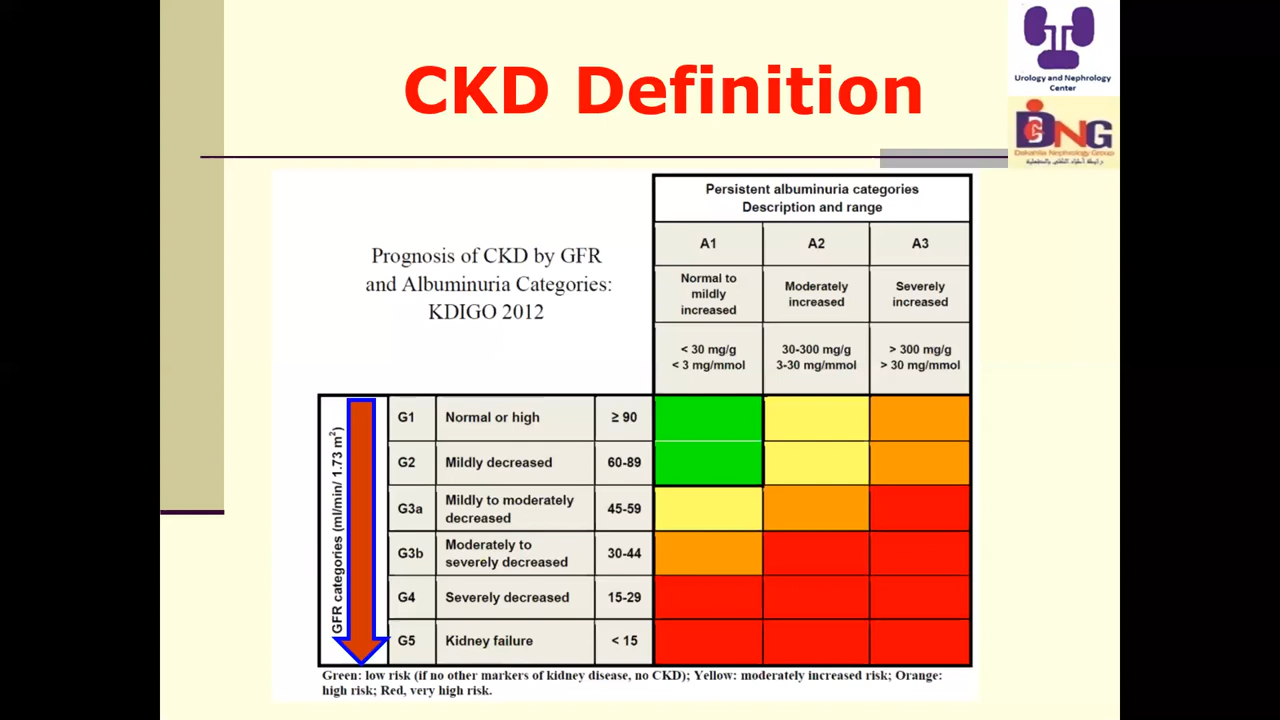 CKD Definition
Urology and Nephrology
Center
DNG
Dakahlia Nephrology Group
Prognosis of CKD by GFR
and Albuminuria Categories:
KDIGO 2012
Persistent albuminuria categories
Description and range
A1
A2
A3
Normal to
mildly
increased
Moderately
increased
Severely
increased
< 30 mg/g
< 3 mg/mmol
30-300 mg/g
3-30 mg/mmol
> 300 mg/g
> 30 mg/mmol
GFR categories (ml/min/ 1.73 m²)
G1 Normal or high ≥ 90
G2 Mildly decreased 60-89
G3a Mildly to moderately
decreased 45-59
G3b Moderately to
severely decreased 30-44
G4 Severely decreased 15-29
G5 Kidney failure < 15
Green: low risk (if no other markers of kidney disease, no CKD); Yellow: moderately increased risk; Orange:
high risk; Red, very high risk.